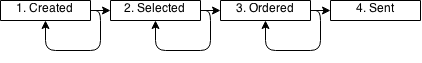 1. Created
2. Selected
3. Ordered
4. Sent